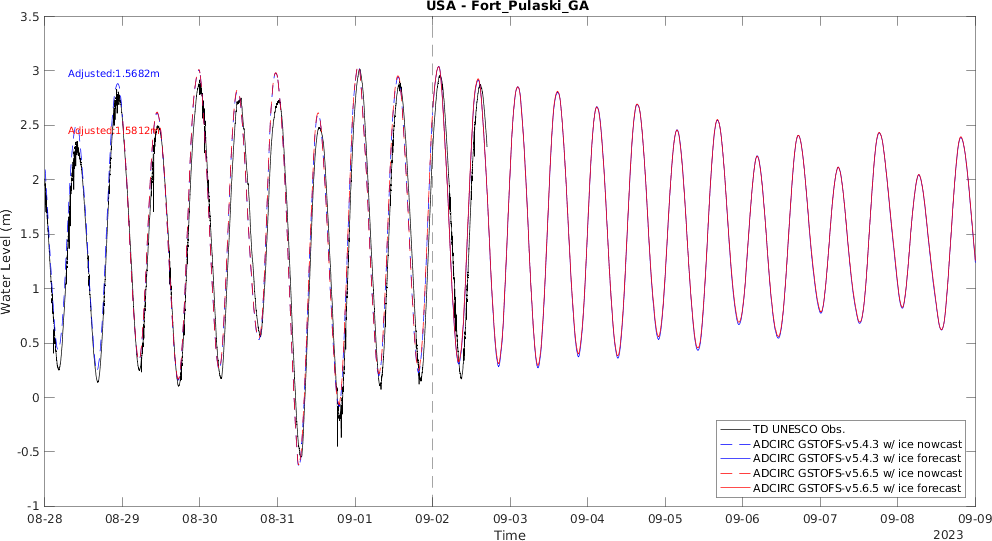 USA - Fort_Pulaski_GA
3.5
3
2.5
2
1.5
1
0.5
0
-0.5
-1
Water Level (m)
Adjusted:1.5682m
Adjusted:1.5812m
TD UNESCO Obs.
ADCIRC GSTOFS-v5.4.3 w/ ice nowcast
ADCIRC GSTOFS-v5.4.3 w/ ice forecast
ADCIRC GSTOFS-v5.6.5 w/ ice nowcast
ADCIRC GSTOFS-v5.6.5 w/ ice forecast
08-28 08-29 08-30 08-31 09-01 09-02 09-03 09-04 09-05 09-06 09-07 09-08 09-09
Time
2023